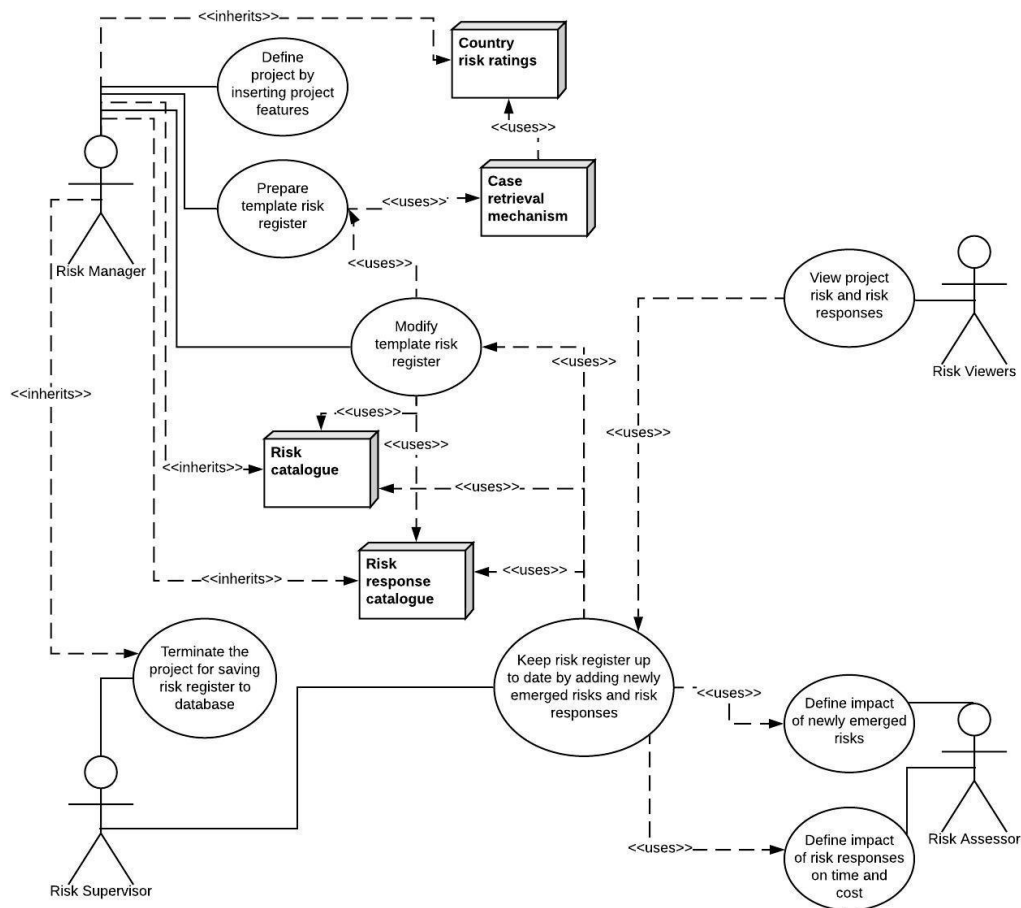 <<inherits>>
Country
risk ratings
Define
project by
inserting project
features
<<uses>>
Risk Manager
Prepare
template risk
register
<<uses>>
Case
retrieval
mechanism
<<uses>>
View project
risk and risk
responses
Risk Viewers
Modify
template risk
register
<<uses>>
<<inherits>>
<<uses>>
<<uses>>
<<uses>>
Risk
catalogue
<<inherits>>
<<uses>>
Risk
response
catalogue
<<uses>>
<<inherits>>
Terminate the
project for saving
risk register to
database
Keep risk register up
to date by adding newly
emerged risks and risk
responses
<<uses>>
Define impact
of newly emerged
risks
Risk Assessor
<<uses>>
Define impact
of risk responses
on time and
cost
Risk Supervisor